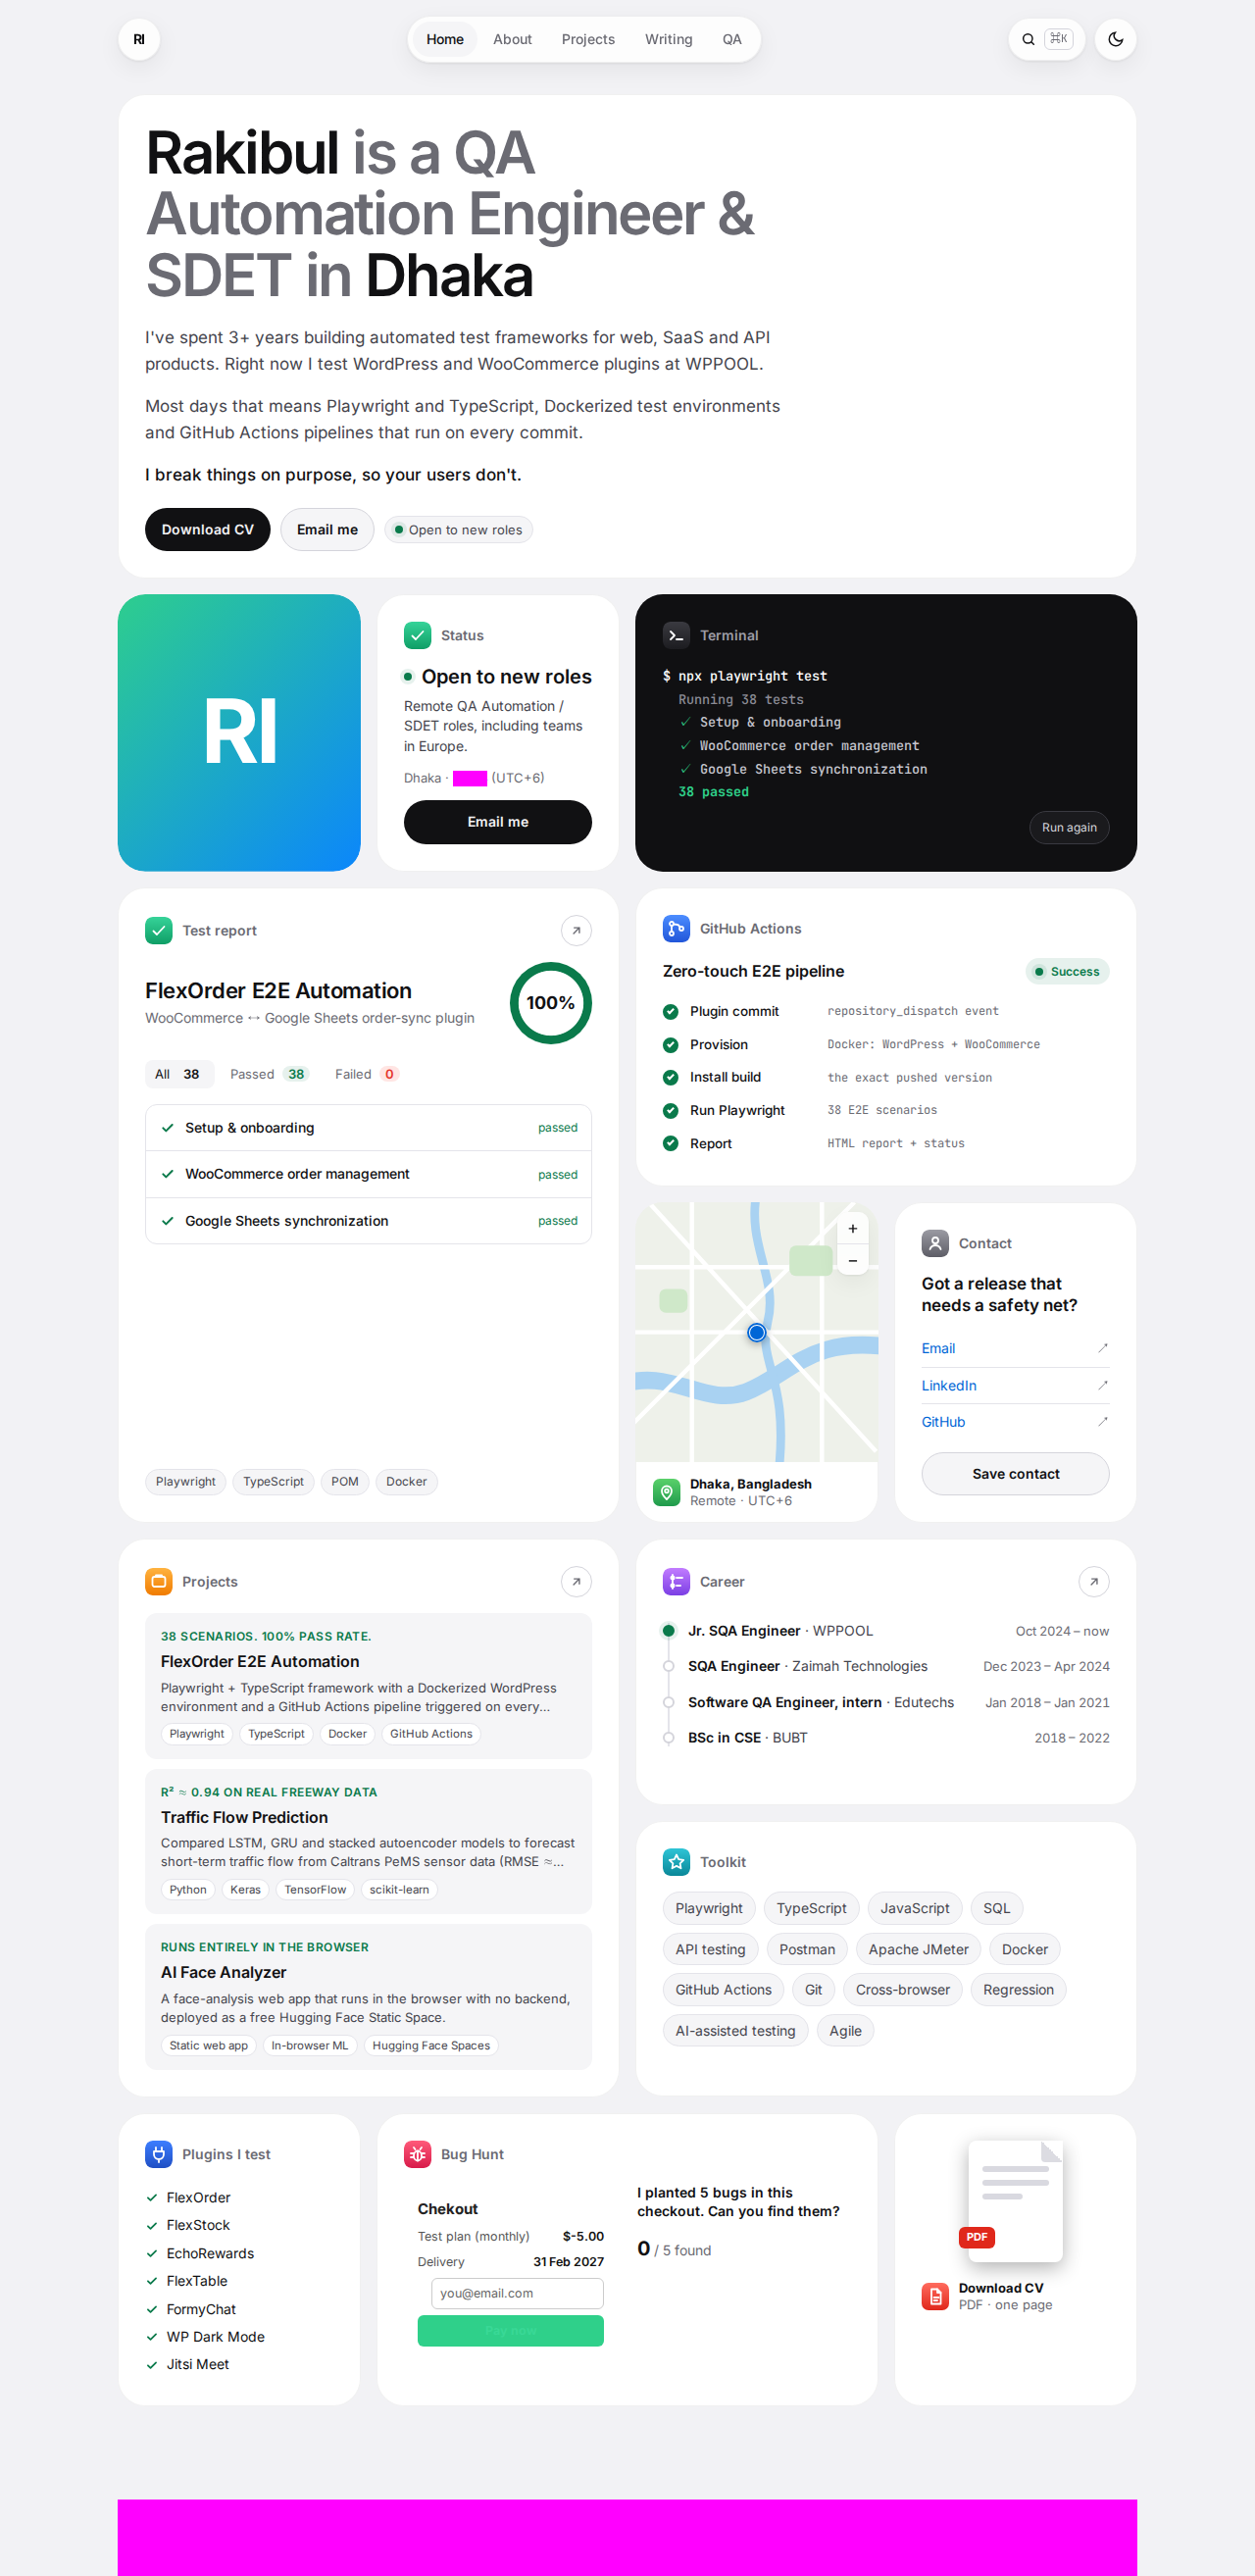 RI
Home About Projects Writing QA
⌘K
Rakibul is a QA
Automation Engineer &
SDET in Dhaka
I've spent 3+ years building automated test frameworks for web, SaaS and API
products. Right now I test WordPress and WooCommerce plugins at WPPOOL.
Most days that means Playwright and TypeScript, Dockerized test environments
and GitHub Actions pipelines that run on every commit.
I break things on purpose, so your users don't.
Download CV Email me Open to new roles
RI
Status
Open to new roles
Remote QA Automation /
SDET roles, including teams
in Europe.
Dhaka · (UTC+6)
Email me
Terminal
$ npx playwright test
Running 38 tests
✓ Setup & onboarding
✓ WooCommerce order management
✓ Google Sheets synchronization
38 passed
Run again
Test report
FlexOrder E2E Automation
WooCommerce ↔ Google Sheets order-sync plugin
100%
All 38 Passed 38 Failed 0
Setup & onboarding passed
WooCommerce order management passed
Google Sheets synchronization passed
Playwright TypeScript POM Docker
GitHub Actions
Zero-touch E2E pipeline Success
Plugin commit repository_dispatch event
Provision Docker: WordPress + WooCommerce
Install build the exact pushed version
Run Playwright 38 E2E scenarios
Report HTML report + status
+
−
Dhaka, Bangladesh
Remote · UTC+6
Contact
Got a release that
needs a safety net?
Email ↗
LinkedIn ↗
GitHub ↗
Save contact
Projects
38 SCENARIOS. 100% PASS RATE.
FlexOrder E2E Automation
Playwright + TypeScript framework with a Dockerized WordPress
environment and a GitHub Actions pipeline triggered on every…
Playwright TypeScript Docker GitHub Actions
R² ≈ 0.94 ON REAL FREEWAY DATA
Traffic Flow Prediction
Compared LSTM, GRU and stacked autoencoder models to forecast
short-term traffic flow from Caltrans PeMS sensor data (RMSE ≈…
Python Keras TensorFlow scikit-learn
RUNS ENTIRELY IN THE BROWSER
AI Face Analyzer
A face-analysis web app that runs in the browser with no backend,
deployed as a free Hugging Face Static Space.
Static web app In-browser ML Hugging Face Spaces
Career
Jr. SQA Engineer · WPPOOL Oct 2024 – now
SQA Engineer · Zaimah Technologies Dec 2023 – Apr 2024
Software QA Engineer, intern · Edutechs Jan 2018 – Jan 2021
BSc in CSE · BUBT 2018 – 2022
Toolkit
Playwright TypeScript JavaScript SQL
API testing Postman Apache JMeter Docker
GitHub Actions Git Cross-browser Regression
AI-assisted testing Agile
Plugins I test
FlexOrder
FlexStock
EchoRewards
FlexTable
FormyChat
WP Dark Mode
Jitsi Meet
Bug Hunt
Chekout
Test plan (monthly) $-5.00
Delivery 31 Feb 2027
you@email.com
Pay now
I planted 5 bugs in this
checkout. Can you find them?
0 / 5 found
PDF
Download CV
PDF · one page